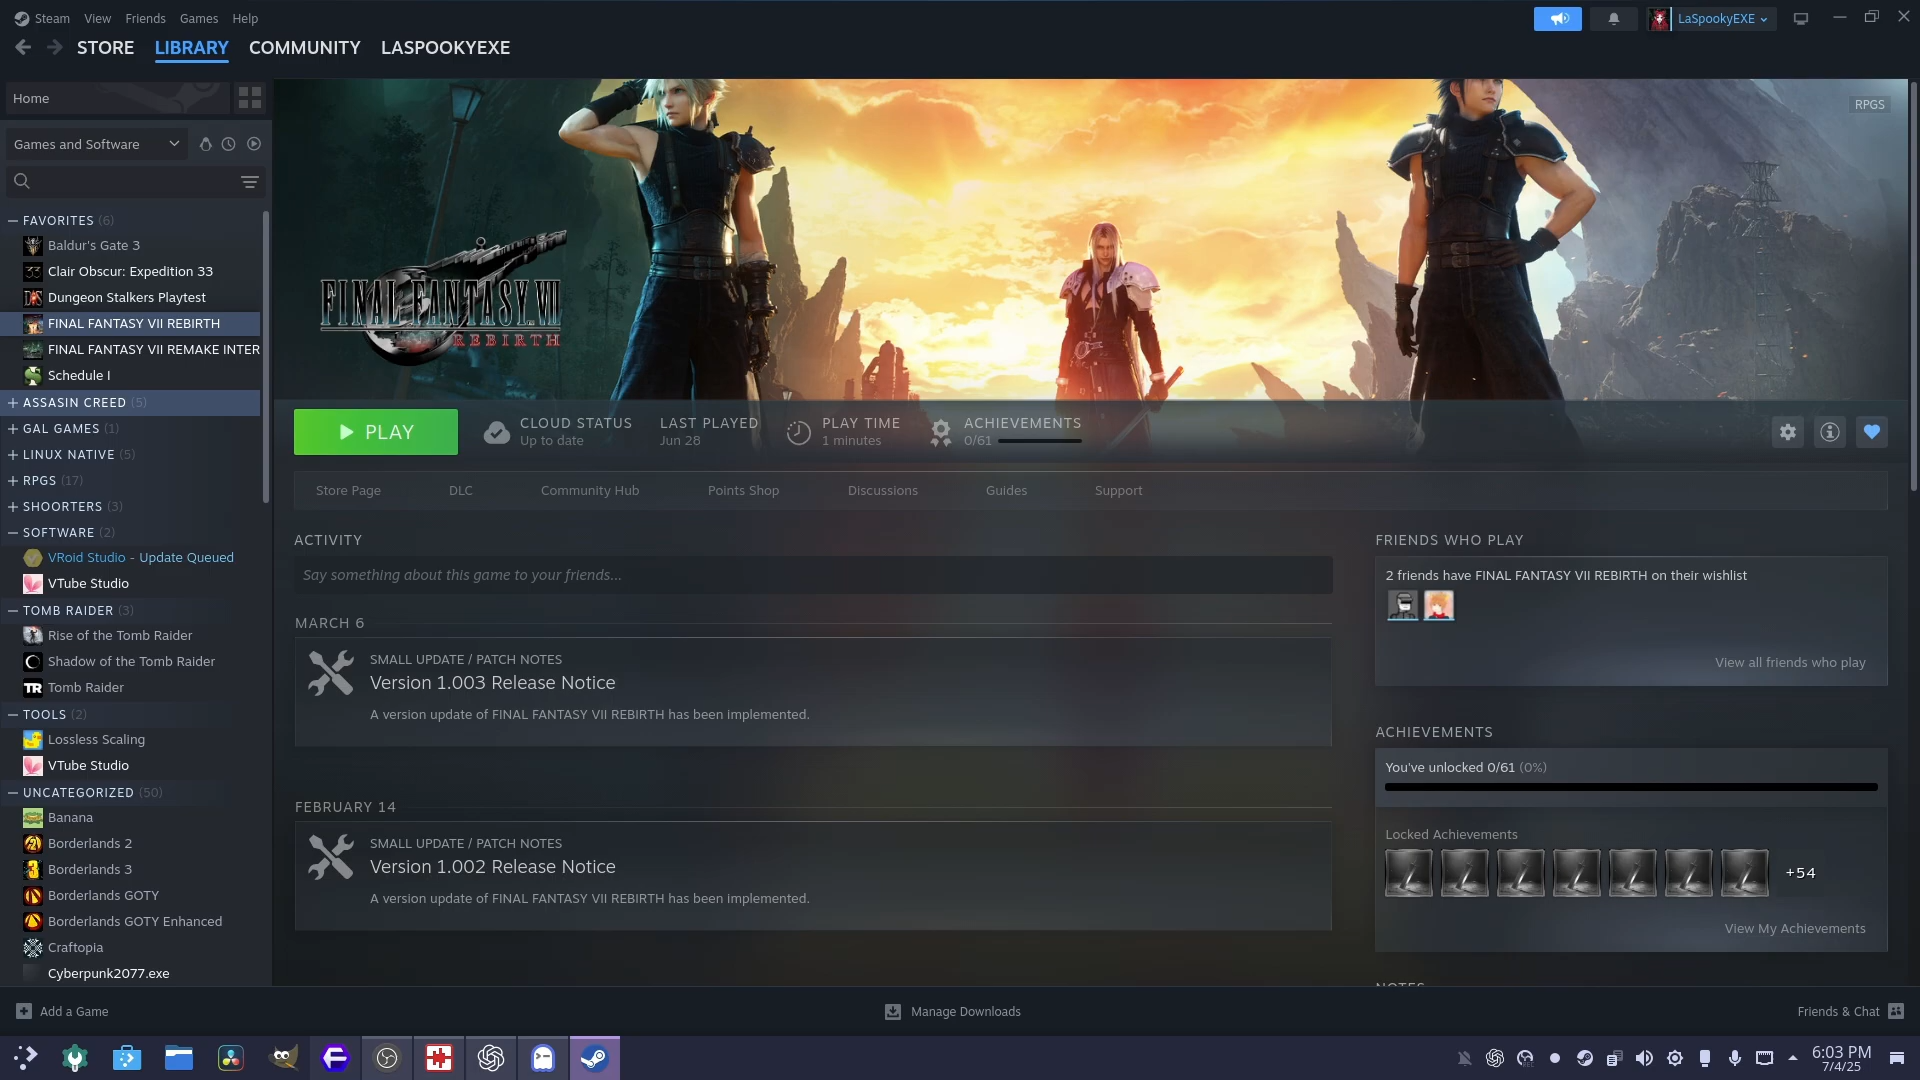 Steam View Friends Games Help
LaSpookyEXE
STORE LIBRARY COMMUNITY LASPOOKYEXE
Home
Games and Software
FAVORITES (6)
Baldur's Gate 3
Clair Obscur: Expedition 33
Dungeon Stalkers Playtest
FINAL FANTASY VII REBIRTH
FINAL FANTASY VII REMAKE INTER
Schedule I
ASSASIN CREED (5)
GAL GAMES (1)
LINUX NATIVE (5)
RPGS (17)
SHOORTERS (3)
SOFTWARE (2)
VRoid Studio - Update Queued
VTube Studio
TOMB RAIDER (3)
Rise of the Tomb Raider
Shadow of the Tomb Raider
TR Tomb Raider
TOOLS (2)
Lossless Scaling
VTube Studio
UNCATEGORIZED (50)
Banana
Borderlands 2
Borderlands 3
Borderlands GOTY
Borderlands GOTY Enhanced
Craftopia
Cyberpunk2077.exe
RPGS
FINAL FANTASY VII
REBIRTH
PLAY
CLOUD STATUS
Up to date
LAST PLAYED
Jun 28
PLAY TIME
1 minutes
ACHIEVEMENTS
0/61
Store Page DLC Community Hub Points Shop Discussions Guides Support
ACTIVITY
Say something about this game to your friends...
MARCH 6
SMALL UPDATE / PATCH NOTES
Version 1.003 Release Notice
A version update of FINAL FANTASY VII REBIRTH has been implemented.
FEBRUARY 14
SMALL UPDATE / PATCH NOTES
Version 1.002 Release Notice
A version update of FINAL FANTASY VII REBIRTH has been implemented.
FRIENDS WHO PLAY
2 friends have FINAL FANTASY VII REBIRTH on their wishlist
View all friends who play
ACHIEVEMENTS
You've unlocked 0/61 (0%)
Locked Achievements
+54
View My Achievements
NOTES
Add a Game
Manage Downloads
Friends & Chat
6:03 PM
7/4/25